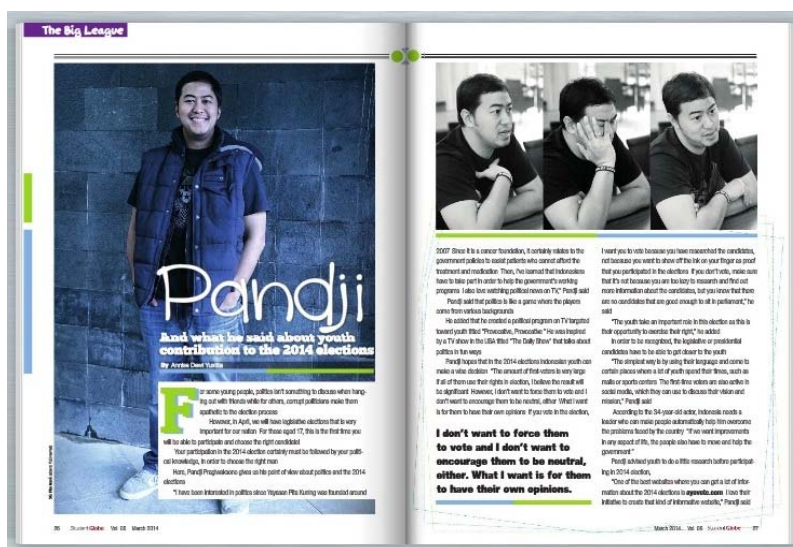 The Big League
Pandji
And what he said about youth
contribution to the 2014 elections
By Annisa Dewi Yustita
For some young people, politics isn't something to discuss when hang-
ing out with friends while for others, corrupt politicians make them
apathetic to the election process
However, in April, we will have legislative elections that is very
important for our nation For those aged 17, this is the first time you
will be able to participate and choose the right candidate!
Your participation in the 2014 election certainly must be followed by your politi-
cal knowledge, in order to choose the right man
Here, Pandji Pragiwaksono gives us his point of view about politics and the 2014
elections
"I have been interested in politics since Yayasan Pita Kuning was founded around
26 StudentGlobe Vol 06 March 2014
2007 Since it is a cancer foundation, it certainly relates to the
government policies to assist patients who cannot afford the
treatment and medication Then, I've learned that Indonesians
have to take part in order to help the government's working
programs I also love watching political news on TV," Pandji said
Pandji said that politics is like a game where the players
come from various backgrounds
He added that he created a political program on TV targeted
toward youth titled "Provocative, Proactive" He was inspired
by a TV show in the USA titled "The Daily Show" that talks about
politics in fun ways
Pandji hopes that in the 2014 elections Indonesian youth can
make a wise decision "The amount of first-voters is very large
If all of them use their rights in election, I believe the result will
be significant However, I don't want to force them to vote and I
don't want to encourage them to be neutral, either What I want
is for them to have their own opinions If you vote in the election,
I don't want to force them
to vote and I don't want to
encourage them to be neutral,
either. What I want is for them
to have their own opinions.
I want you to vote because you have researched the candidates,
not because you want to show off the ink on your finger as proof
that you participated in the elections If you don't vote, make sure
that it's not because you are too lazy to research and find out
more information about the candidates, but you know that there
are no candidates that are good enough to sit in parliament," he
said
"The youth take an important role in this election as this is
their opportunity to exercise their right," he added
In order to be recognized, the legislative or presidential
candidates have to be able to get closer to the youth
"The simplest way is by using their language and come to
certain places where a lot of youth spend their times, such as
malls or sports centers The first-time voters are also active in
social media, which they can use to discuss their vision and
mission," Pandji said
According to the 34-year-old actor, Indonesia needs a
leader who can make people automatically help him overcome
the problems faced by the country "If we want improvements
in any aspect of life, the people also have to move and help the
government"
Pandji advised youth to do a little research before participat-
ing in 2014 election,
"One of the best websites where you can get a lot of infor-
mation about the 2014 elections is ayovote.com I love their
initiative to create that kind of informative website," Pandji said
March 2014 Vol 06 StudentGlobe 27